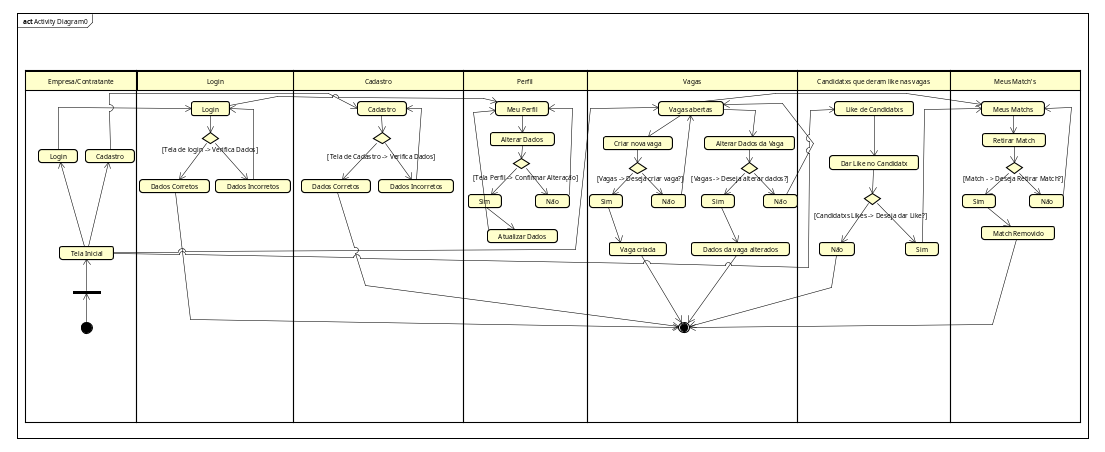 act Activity Diagram0
Empresa/Contratante
Login
Cadastro
Perfil
Vagas
Candidatxs que deram like nas vagas
Meus Match's
Login
Cadastro
Meu Perfil
Vagas abertas
Like de Candidatxs
Meus Matchs
Alterar Dados
Criar nova vaga
Alterar Dados da Vaga
Retirar Match
[Tela de login -> Verifica Dados]
Login
Cadastro
[Tela de Cadastro -> Verifica Dados]
Dar Like no Candidatx
[Tela Perfil -> Confirmar Alteração]
[Vagas -> Deseja criar vaga?]
[Vagas -> Deseja alterar dados?]
[Match -> Deseja Retirar Match?]
Dados Corretos
Dados Incorretos
Dados Corretos
Dados Incorretos
Sim
Não
Sim
Não
Sim
Não
Sim
Não
[Candidatxs Likes -> Deseja dar Like?]
Atualizar Dados
Match Removido
Vaga criada
Dados da vaga alterados
Não
Sim
Tela Inicial